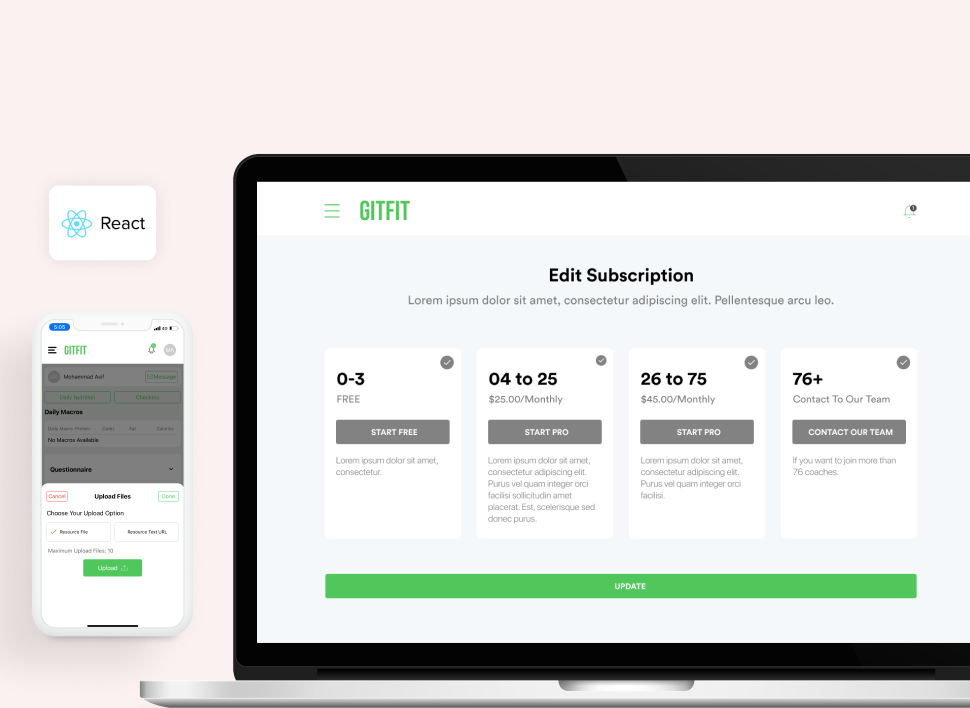 React
5:05
4G
GITFIT
Mohammad Asif
Message
Daily Nutrition
Checkins
Daily Macros
Daily Macro Protein Carbs Fat Calories
No Macros Available
Questionnaire
Cancel
Upload Files
Done
Choose Your Upload Option
Resource File
Resource Text URL
Maximum Upload Files: 10
Upload
GITFIT
1
Edit Subscription
Lorem ipsum dolor sit amet, consectetur adipiscing elit. Pellentesque arcu leo.
0-3
FREE
START FREE
Lorem ipsum dolor sit amet,
consectetur.
04 to 25
$25.00/Monthly
START PRO
Lorem ipsum dolor sit amet,
consectetur adipiscing elit.
Purus vel quam integer orci
facilisi sollicitudin amet
placerat. Est, scelerisque sed
donec purus.
26 to 75
$45.00/Monthly
START PRO
Lorem ipsum dolor sit amet,
consectetur adipiscing elit.
Purus vel quam integer orci
facilisi.
76+
Contact To Our Team
CONTACT OUR TEAM
If you want to join more than
76 coaches.
UPDATE